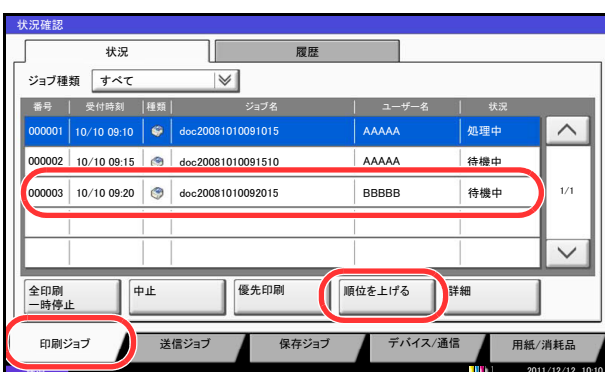 状況確認
状況 履歴
ジョブ種類 すべて
番号 受付時刻 種類 ジョブ名 ユーザー名 状況
000001 10/10 09:10 doc20081010091015 AAAAA 処理中
000002 10/10 09:15 doc20081010091510 AAAAA 待機中
000003 10/10 09:20 doc20081010092015 BBBBB 待機中
1/1
全印刷
一時停止
中止 優先印刷 順位を上げる 詳細
印刷ジョブ 送信ジョブ 保存ジョブ デバイス/通信 用紙/消耗品
2011/12/12 10:10